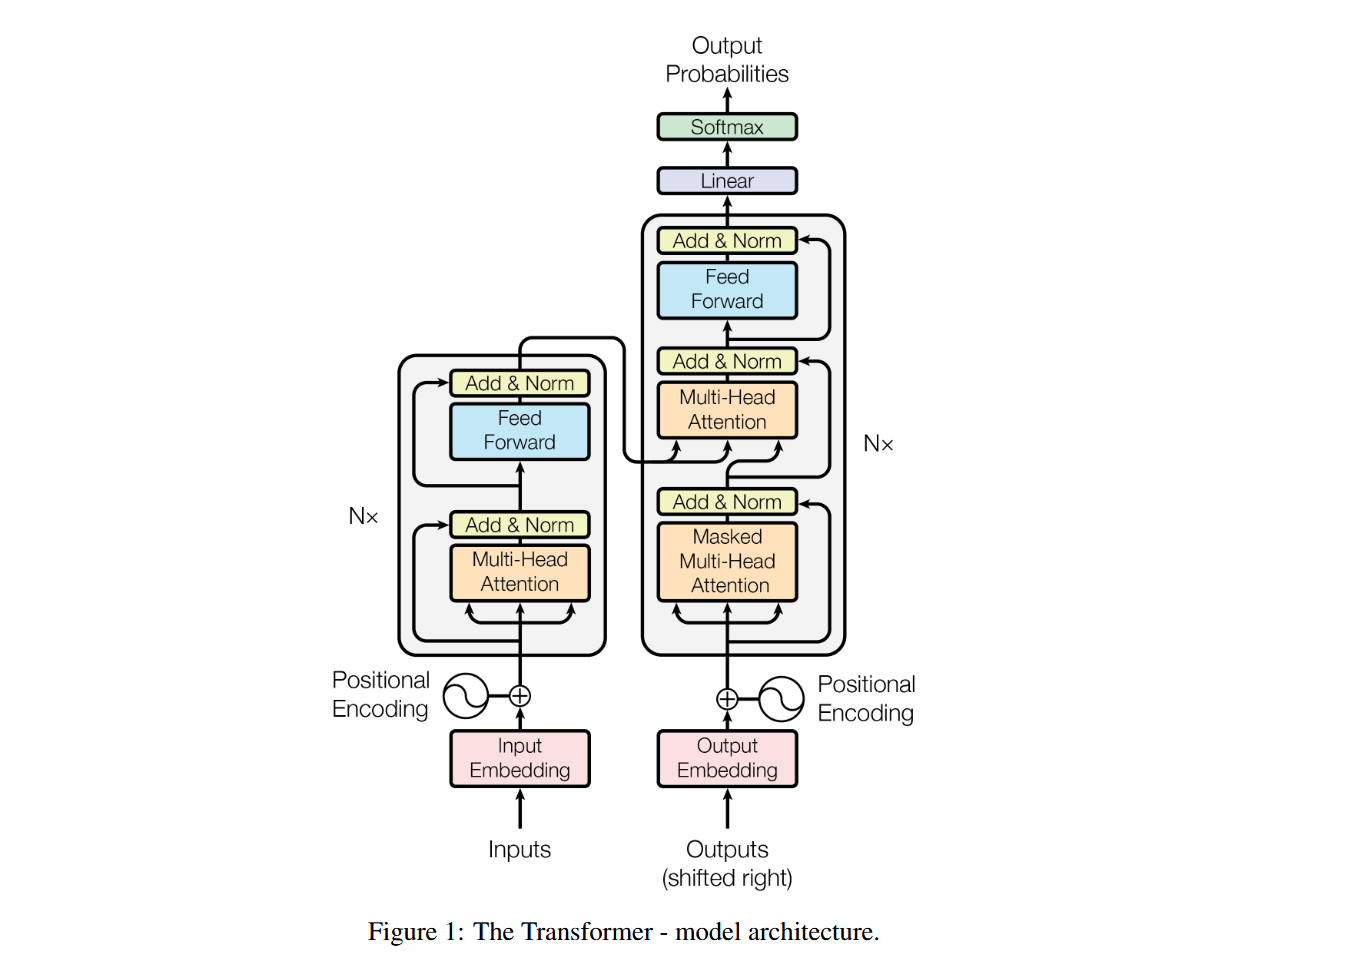 Output
Probabilities
Softmax
Linear
Add & Norm
Feed
Forward
Add & Norm
Multi-Head
Attention
N×
Add & Norm
Masked
Multi-Head
Attention
Add & Norm
Feed
Forward
N×
Add & Norm
Multi-Head
Attention
Positional
Encoding
Positional
Encoding
Input
Embedding
Output
Embedding
Inputs
Outputs
(shifted right)
Figure 1: The Transformer - model architecture.